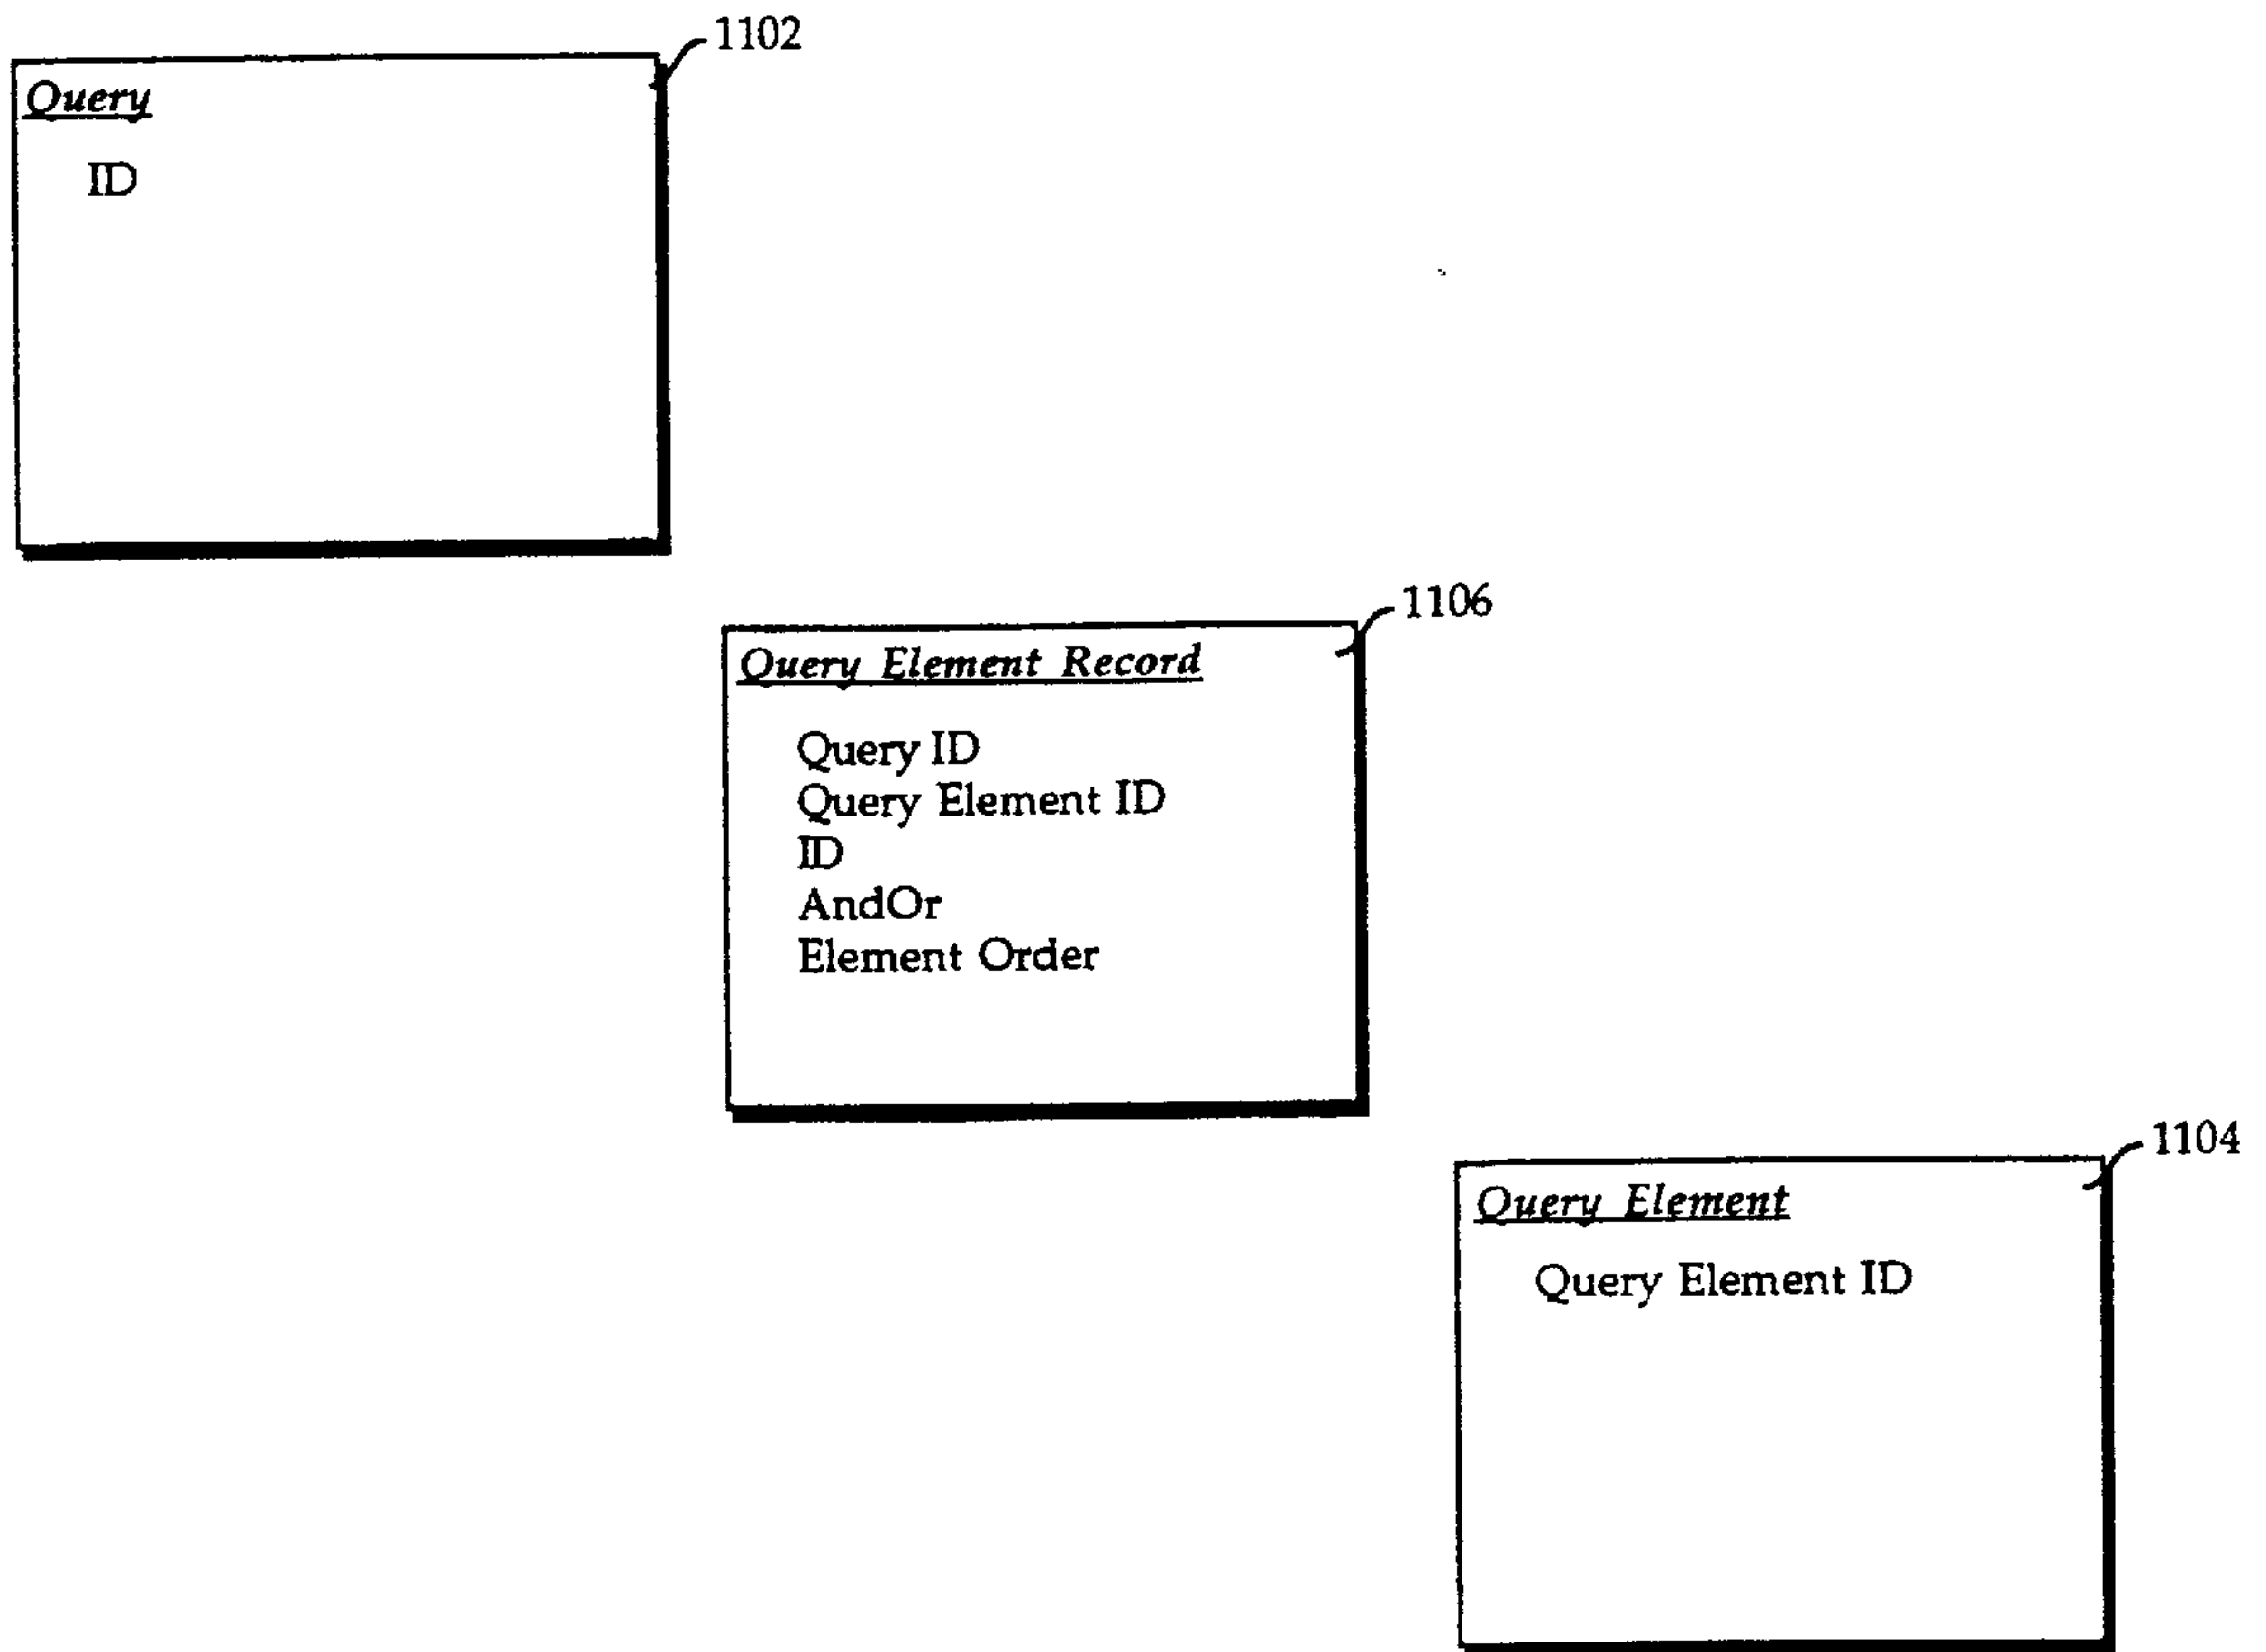 1102
Query
ID
1106
Query Element Record
Query ID
Query Element ID
ID
AndOr
Element Order
1104
Query Element
Query Element ID